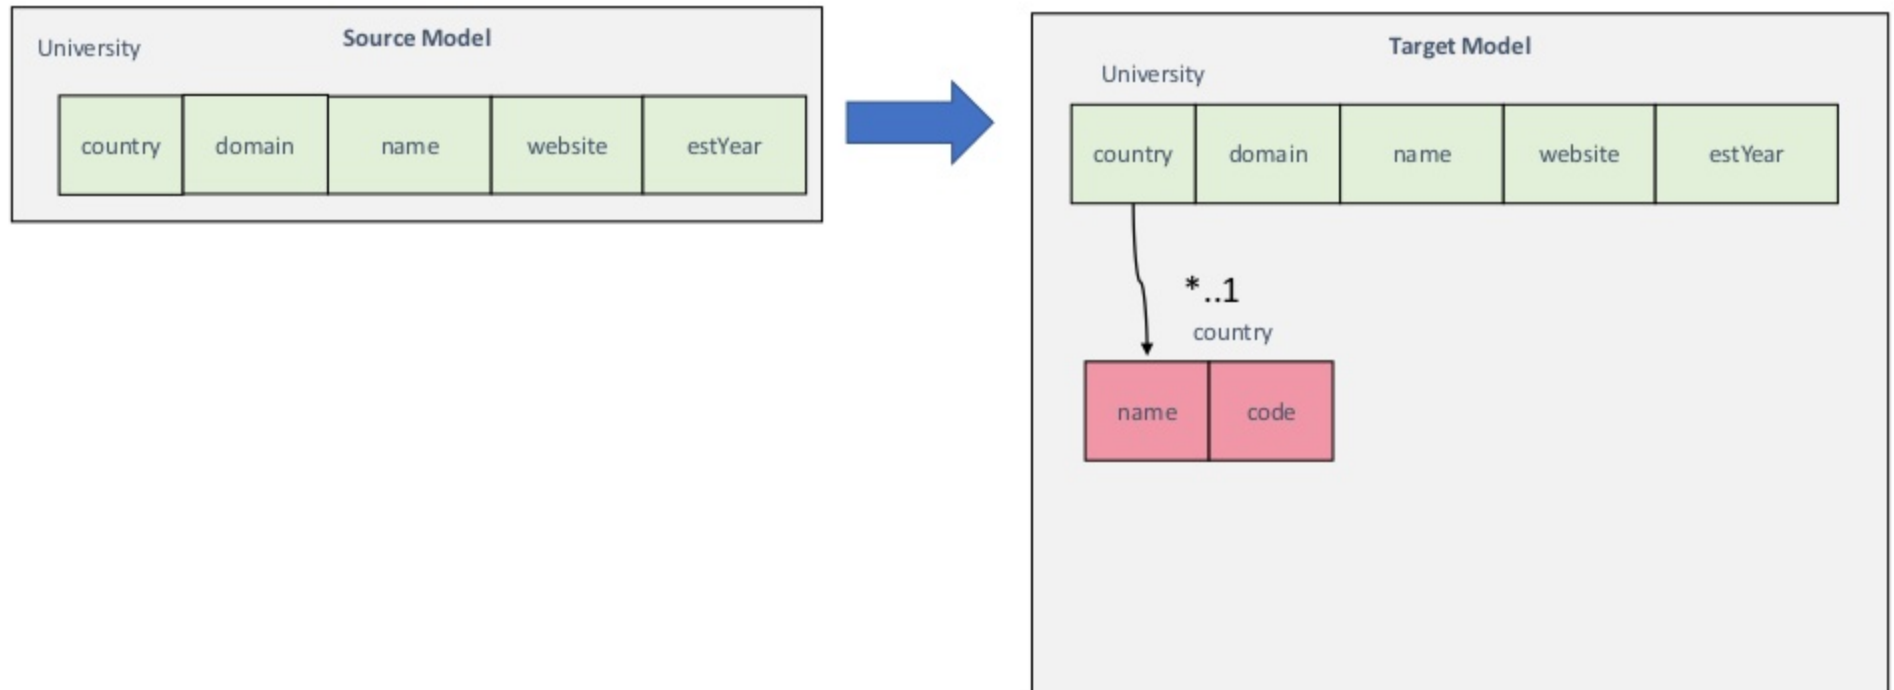 Source Model
University
country domain name website estYear
Target Model
University
country domain name website estYear
*..1
country
name code